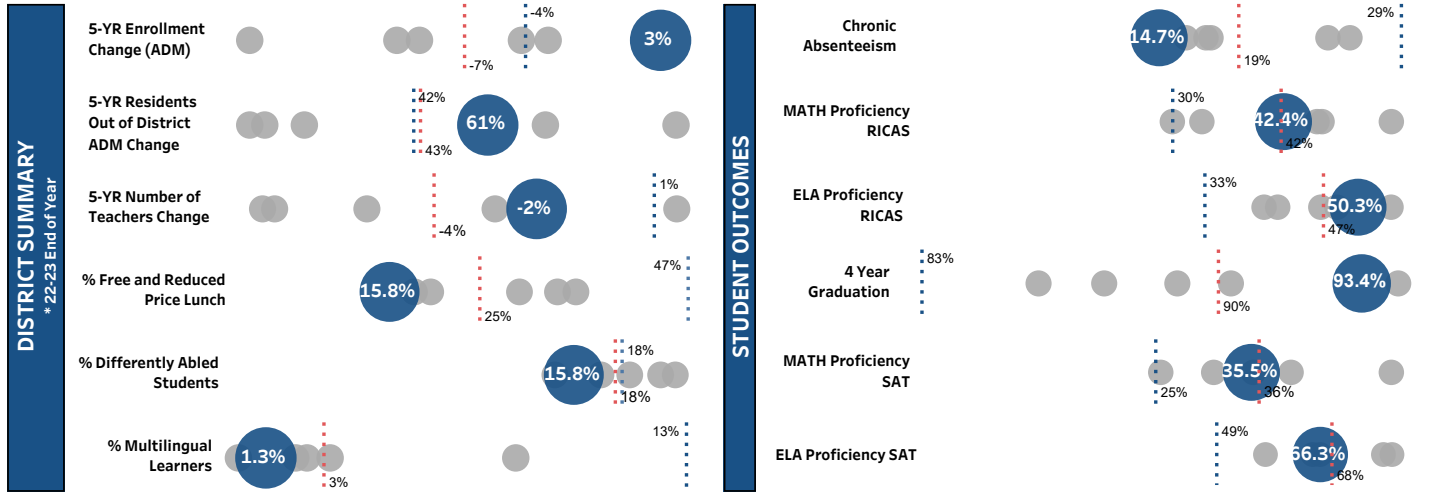 DISTRICT SUMMARY
* 22-23 End of Year
5-YR Enrollment
Change (ADM)
-4%
3%
-7%
5-YR Residents
Out of District
ADM Change
42%
61%
43%
5-YR Number of
Teachers Change
1%
-2%
-4%
% Free and Reduced
Price Lunch
47%
15.8%
25%
% Differently Abled
Students
18%
15.8%
18%
% Multilingual
Learners
13%
1.3%
3%
STUDENT OUTCOMES
Chronic
Absenteeism
29%
14.7%
19%
MATH Proficiency
RICAS
30%
42.4%
42%
ELA Proficiency
RICAS
33%
50.3%
47%
4 Year
Graduation
83%
93.4%
90%
MATH Proficiency
SAT
35.5%
25%
36%
ELA Proficiency SAT
49%
66.3%
68%